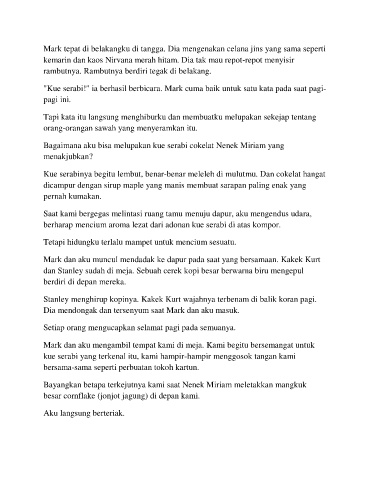 Mark tepat di belakangku di tangga. Dia mengenakan celana jins yang sama seperti
kemarin dan kaos Nirvana merah hitam. Dia tak mau repot-repot menyisir
rambutnya. Rambutnya berdiri tegak di belakang.
"Kue serabi!" ia berhasil berbicara. Mark cuma baik untuk satu kata pada saat pagi-
pagi ini.
Tapi kata itu langsung menghiburku dan membuatku melupakan sekejap tentang
orang-orangan sawah yang menyeramkan itu.
Bagaimana aku bisa melupakan kue serabi cokelat Nenek Miriam yang
menakjubkan?
Kue serabinya begitu lembut, benar-benar meleleh di mulutmu. Dan cokelat hangat
dicampur dengan sirup maple yang manis membuat sarapan paling enak yang
pernah kumakan.
Saat kami bergegas melintasi ruang tamu menuju dapur, aku mengendus udara,
berharap mencium aroma lezat dari adonan kue serabi di atas kompor.
Tetapi hidungku terlalu mampet untuk mencium sesuatu.
Mark dan aku muncul mendadak ke dapur pada saat yang bersamaan. Kakek Kurt
dan Stanley sudah di meja. Sebuah cerek kopi besar berwarna biru mengepul
berdiri di depan mereka.
Stanley menghirup kopinya. Kakek Kurt wajahnya terbenam di balik koran pagi.
Dia mendongak dan tersenyum saat Mark dan aku masuk.
Setiap orang mengucapkan selamat pagi pada semuanya.
Mark dan aku mengambil tempat kami di meja. Kami begitu bersemangat untuk
kue serabi yang terkenal itu, kami hampir-hampir menggosok tangan kami
bersama-sama seperti perbuatan tokoh kartun.
Bayangkan betapa terkejutnya kami saat Nenek Miriam meletakkan mangkuk
besar cornflake (jonjot jagung) di depan kami.
Aku langsung berteriak.